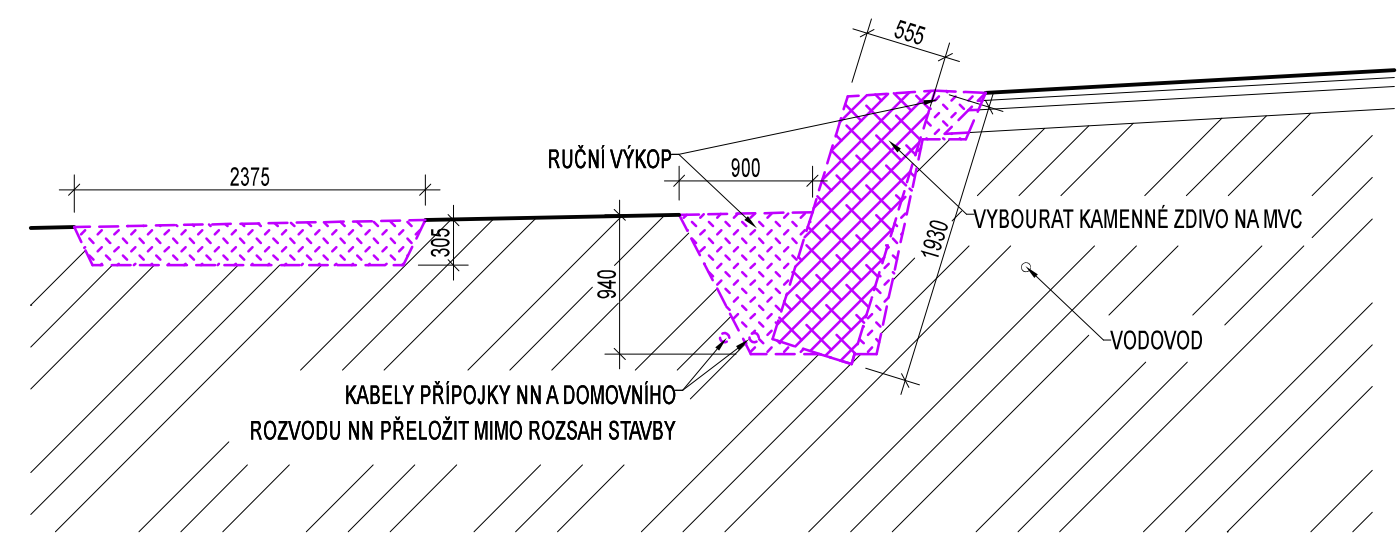 555
RUČNÍ VÝKOP
900
2375
305
940
1930
VYBOURAT KAMENNÉ ZDIVO NA MVC
VODOVOD
KABELY PŘÍPOJKY NN A DOMOVNÍHO
ROZVODU NN PŘELOŽIT MIMO ROZSAH STAVBY